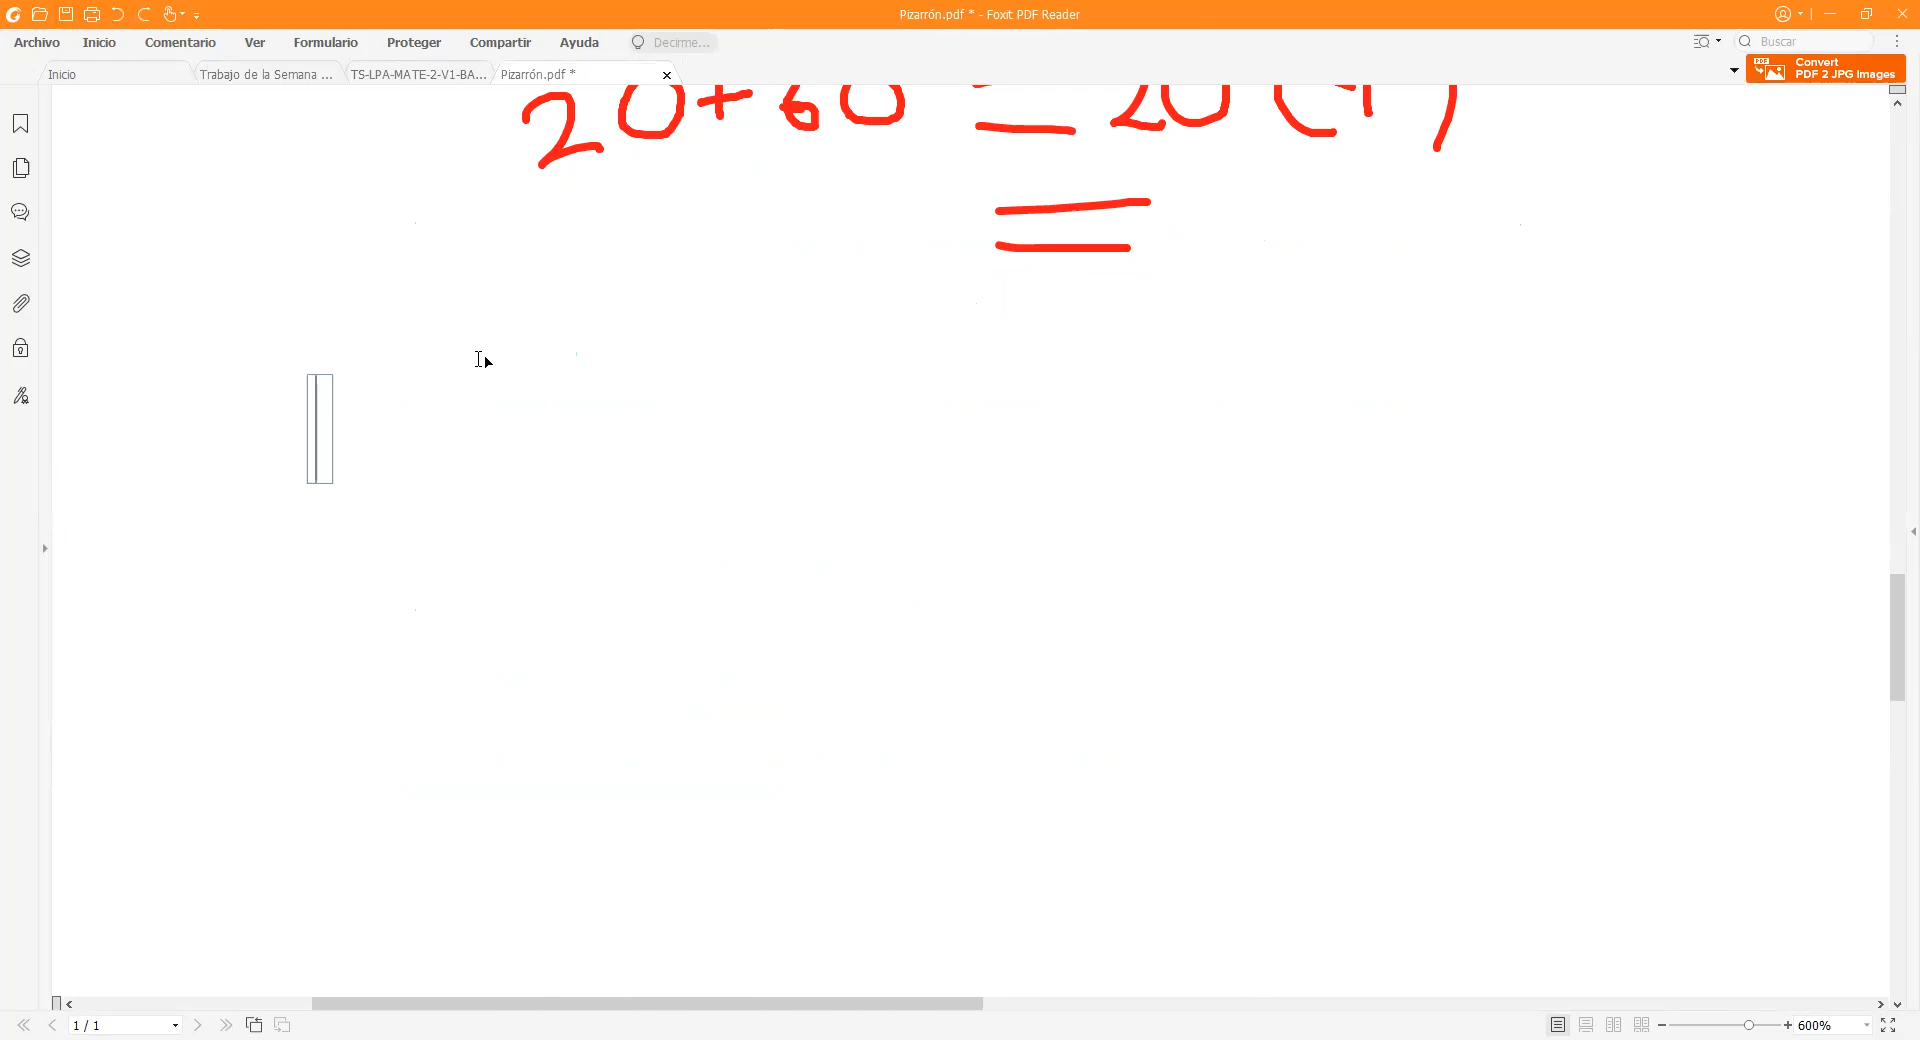 Pizarrón.pdf * - Foxit PDF Reader
Archivo Inicio Comentario Ver Formulario Proteger Compartir Ayuda Decirme... Buscar
Inicio Trabajo de la Semana ... TS-LPA-MATE-2-V1-BA... Pizarrón.pdf *
Convert
PDF 2 JPG Images
20+60 = 20 ( )
=
1 / 1 600%